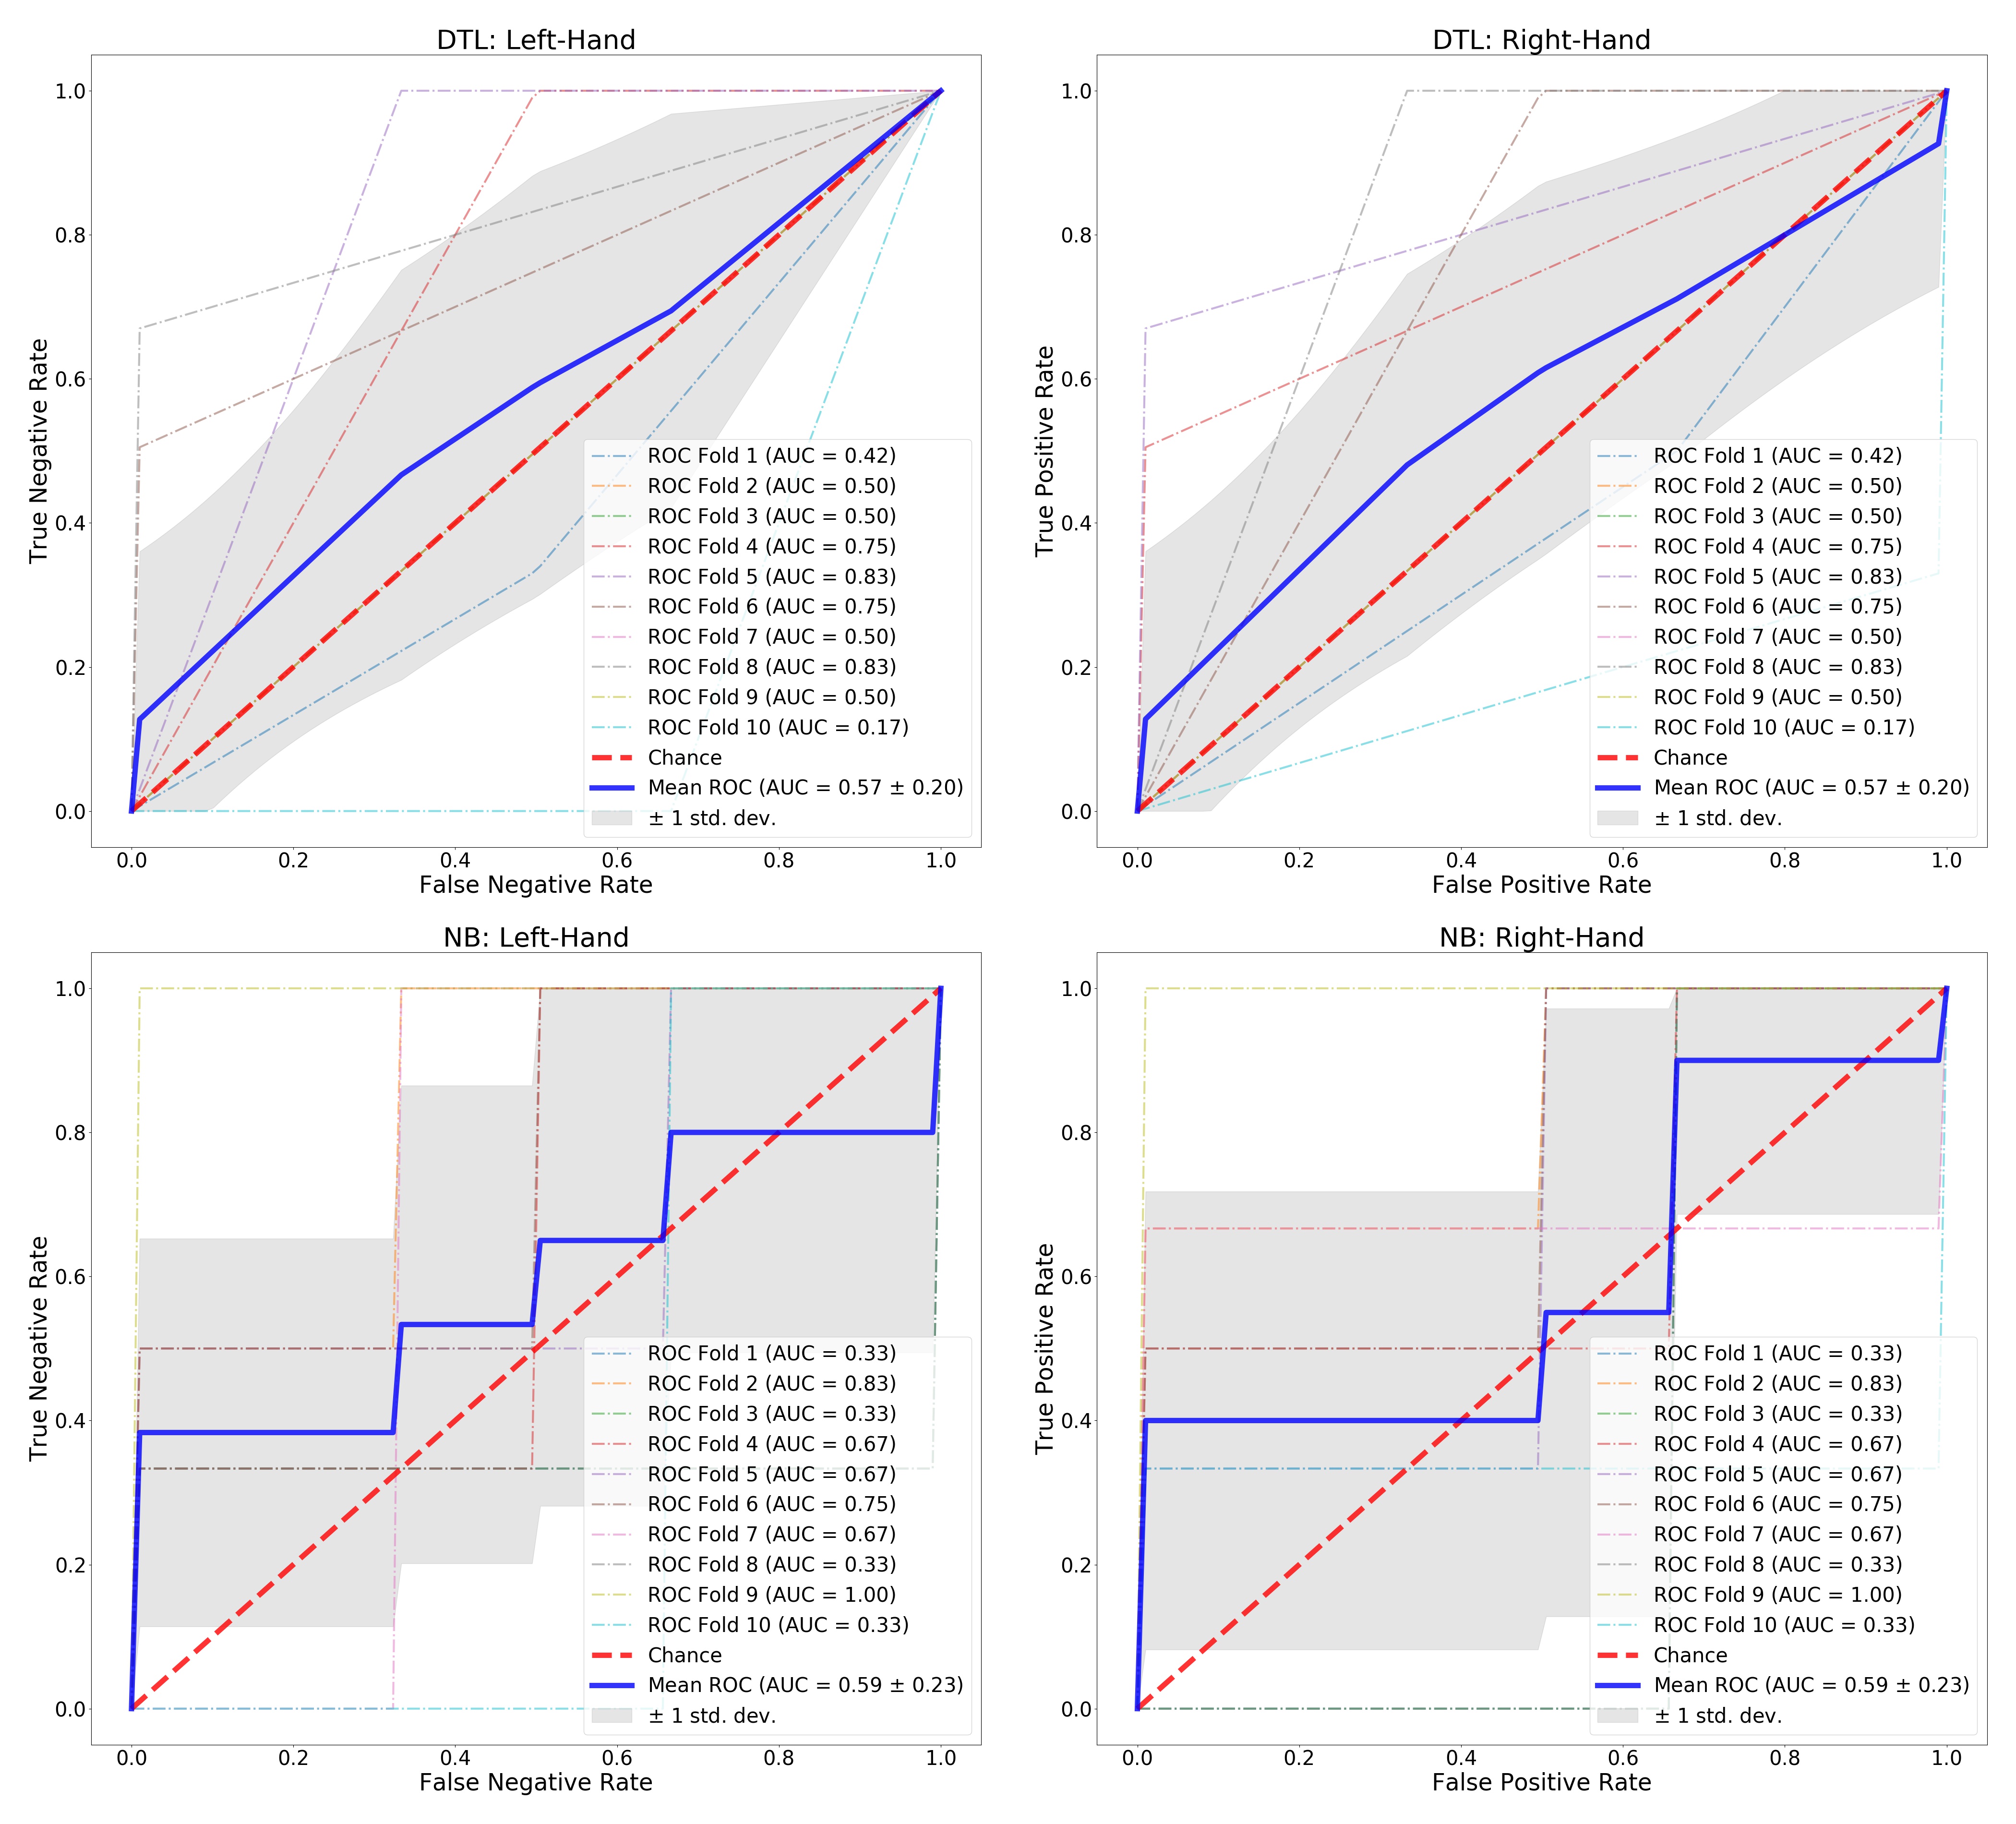 DTL: Left-Hand
True Negative Rate
1.0
0.8
0.6
0.4
0.2
0.0
ROC Fold 1 (AUC = 0.42)
ROC Fold 2 (AUC = 0.50)
ROC Fold 3 (AUC = 0.50)
ROC Fold 4 (AUC = 0.75)
ROC Fold 5 (AUC = 0.83)
ROC Fold 6 (AUC = 0.75)
ROC Fold 7 (AUC = 0.50)
ROC Fold 8 (AUC = 0.83)
ROC Fold 9 (AUC = 0.50)
ROC Fold 10 (AUC = 0.17)
Chance
Mean ROC (AUC = 0.57 ± 0.20)
± 1 std. dev.
0.0 0.2 0.4 0.6 0.8 1.0
False Negative Rate
DTL: Right-Hand
True Positive Rate
1.0
0.8
0.6
0.4
0.2
0.0
ROC Fold 1 (AUC = 0.42)
ROC Fold 2 (AUC = 0.50)
ROC Fold 3 (AUC = 0.50)
ROC Fold 4 (AUC = 0.75)
ROC Fold 5 (AUC = 0.83)
ROC Fold 6 (AUC = 0.75)
ROC Fold 7 (AUC = 0.50)
ROC Fold 8 (AUC = 0.83)
ROC Fold 9 (AUC = 0.50)
ROC Fold 10 (AUC = 0.17)
Chance
Mean ROC (AUC = 0.57 ± 0.20)
± 1 std. dev.
0.0 0.2 0.4 0.6 0.8 1.0
False Positive Rate
NB: Left-Hand
True Negative Rate
1.0
0.8
0.6
0.4
0.2
0.0
ROC Fold 1 (AUC = 0.33)
ROC Fold 2 (AUC = 0.83)
ROC Fold 3 (AUC = 0.33)
ROC Fold 4 (AUC = 0.67)
ROC Fold 5 (AUC = 0.67)
ROC Fold 6 (AUC = 0.75)
ROC Fold 7 (AUC = 0.67)
ROC Fold 8 (AUC = 0.33)
ROC Fold 9 (AUC = 1.00)
ROC Fold 10 (AUC = 0.33)
Chance
Mean ROC (AUC = 0.59 ± 0.23)
± 1 std. dev.
0.0 0.2 0.4 0.6 0.8 1.0
False Negative Rate
NB: Right-Hand
True Positive Rate
1.0
0.8
0.6
0.4
0.2
0.0
ROC Fold 1 (AUC = 0.33)
ROC Fold 2 (AUC = 0.83)
ROC Fold 3 (AUC = 0.33)
ROC Fold 4 (AUC = 0.67)
ROC Fold 5 (AUC = 0.67)
ROC Fold 6 (AUC = 0.75)
ROC Fold 7 (AUC = 0.67)
ROC Fold 8 (AUC = 0.33)
ROC Fold 9 (AUC = 1.00)
ROC Fold 10 (AUC = 0.33)
Chance
Mean ROC (AUC = 0.59 ± 0.23)
± 1 std. dev.
0.0 0.2 0.4 0.6 0.8 1.0
False Positive Rate